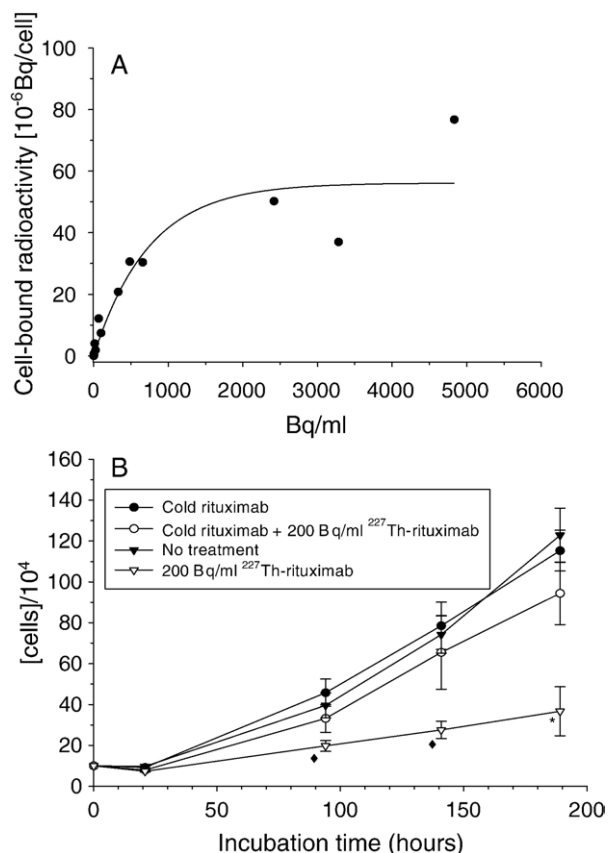 A
Cell-bound radioactivity [10⁻⁶Bq/cell]
100
80
60
40
20
0
0 1000 2000 3000 4000 5000 6000
Bq/ml
B
[cells]/10⁴
160
140
120
100
80
60
40
20
0
Cold rituximab
Cold rituximab + 200 Bq/ml ²²⁷Th-rituximab
No treatment
200 Bq/ml ²²⁷Th-rituximab
*
0 50 100 150 200
Incubation time (hours)